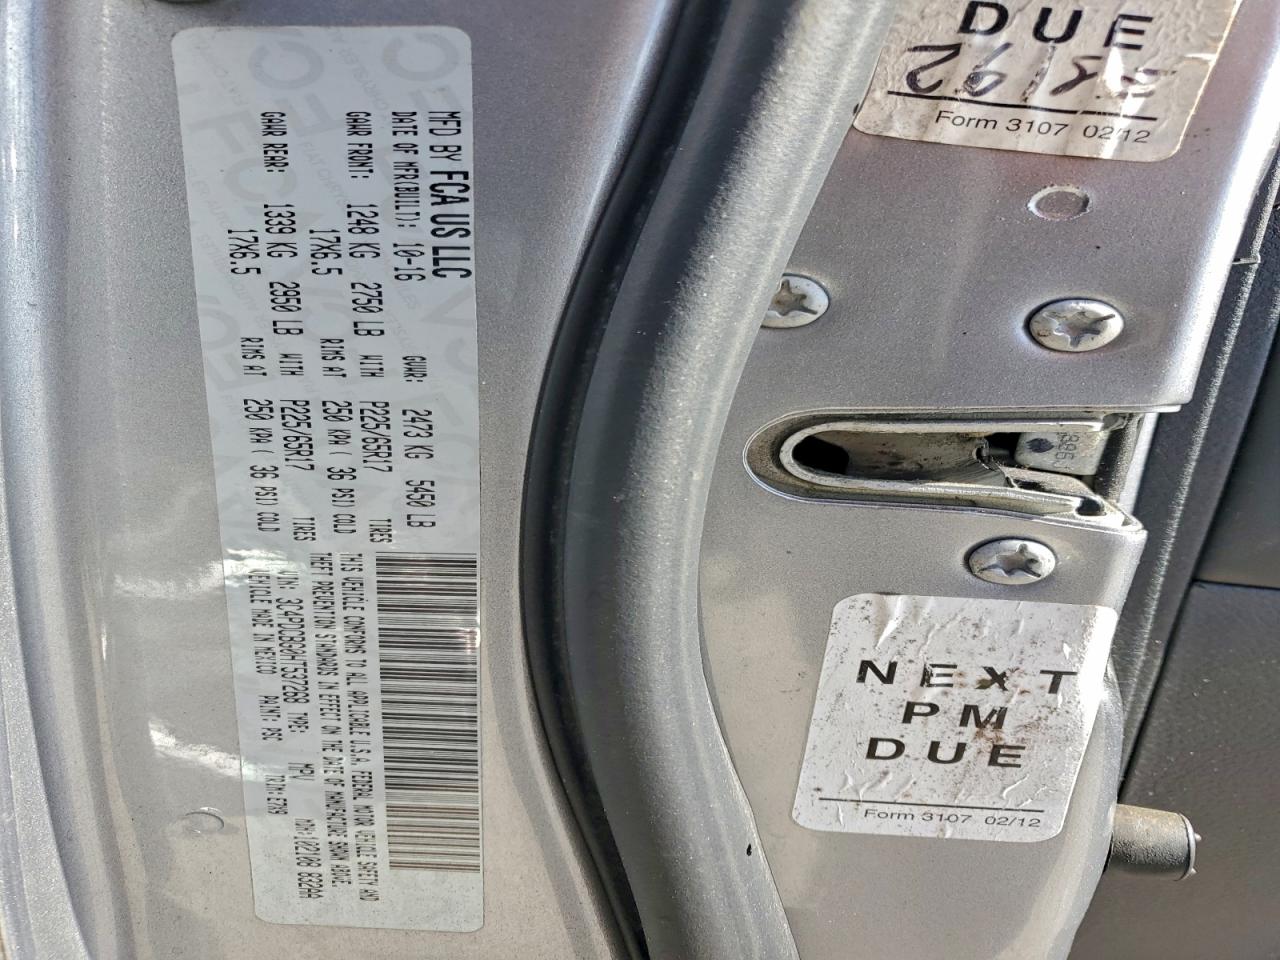 MFD BY FCA US LLC
DATE OF MFR(BUILT): 10-16 GVWR: 2473 KG 5450 LB
GAWR FRONT: 1248 KG 2750 LB WITH P225/65R17 TIRES
17X6.5 RIMS AT 250 KPA ( 36 PSI) COLD
GAWR REAR: 1339 KG 2950 LB WITH P225/65R17 TIRES
17X6.5 RIMS AT 250 KPA ( 36 PSI) COLD
THIS VEHICLE CONFORMS TO ALL APPLICABLE U.S.A. FEDERAL MOTOR VEHICLE SAFETY AND
THEFT PREVENTION STANDARDS IN EFFECT ON THE DATE OF MANUFACTURE SHOWN ABOVE.
VIN: TYPE: MPV MDH:102108 832AA
VEHICLE MADE IN MEXICO PAINT: PSC
DUE
Form 3107 02/12
NEXT
PM
DUE
Form 3107 02/12